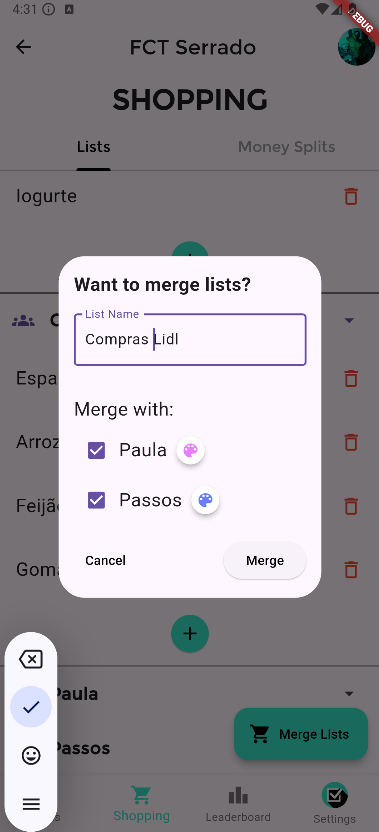 4:31
DEBUG
FCT Serrado
SHOPPING
Lists
Money Splits
Iogurte
Want to merge lists?
List Name
Compras Lidl
Espa
Merge with:
Arroz
Paula
Feijã
Passos
Cancel
Merge
Goma
Paula
Merge Lists
Passos
s
Shopping
Leaderboard
Settings